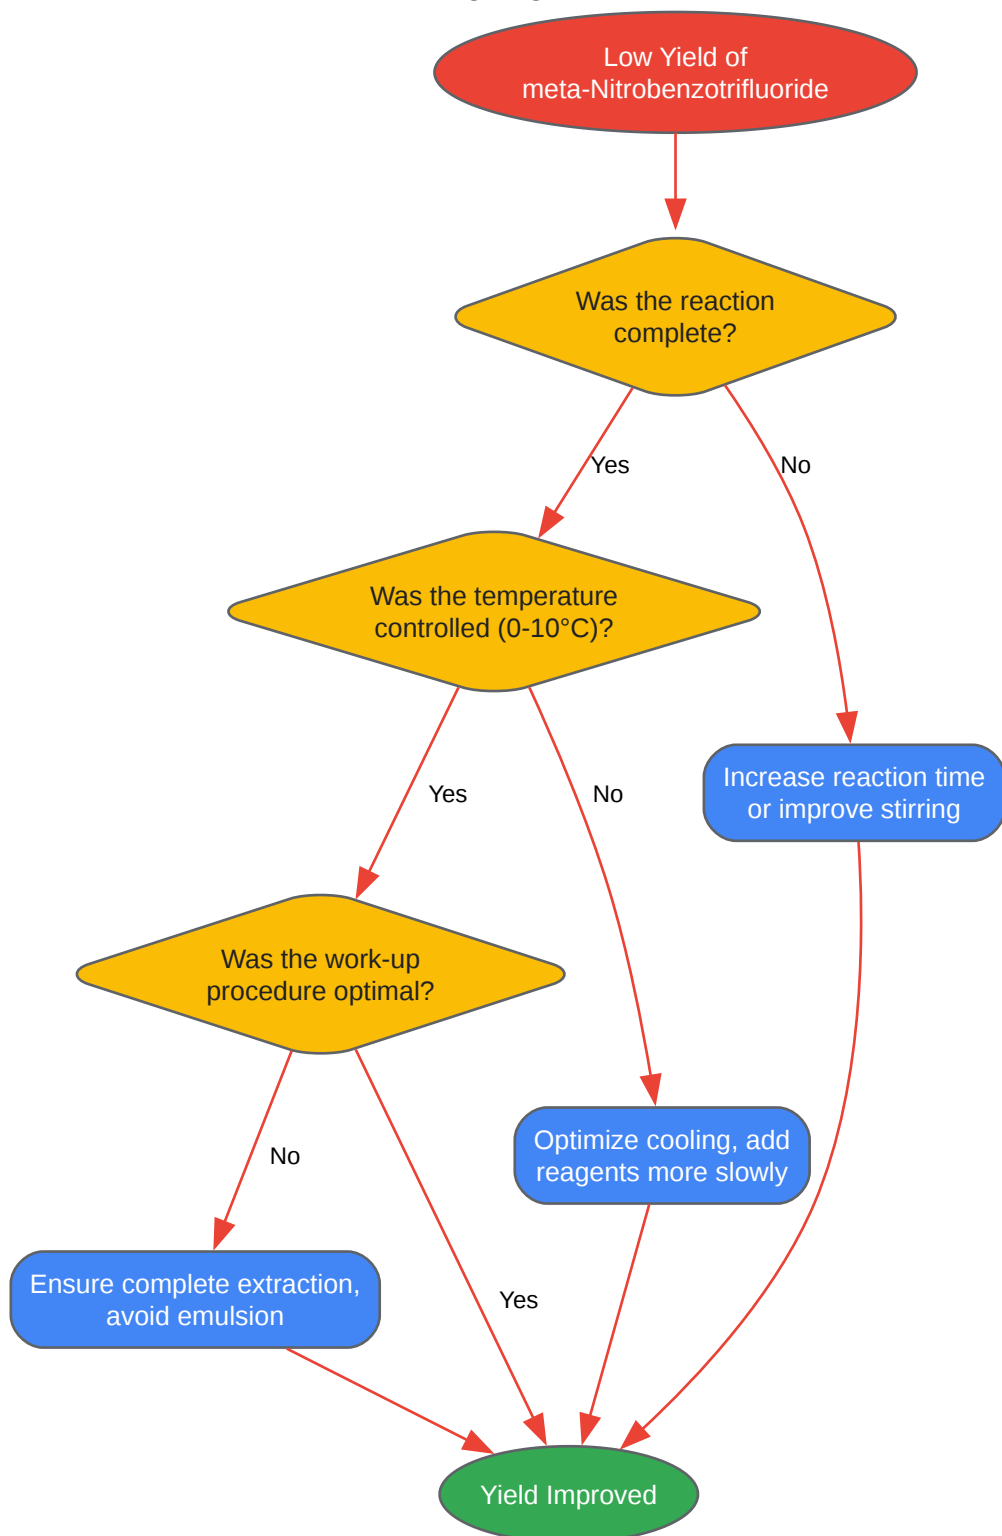 Low Yield of
meta-Nitrobenzotrifluoride
Was the reaction
complete?
Yes
No
Was the temperature
controlled (0-10°C)?
Increase reaction time
or improve stirring
Yes
No
Was the work-up
procedure optimal?
Optimize cooling, add
reagents more slowly
No
Ensure complete extraction,
avoid emulsion
Yes
Yield Improved